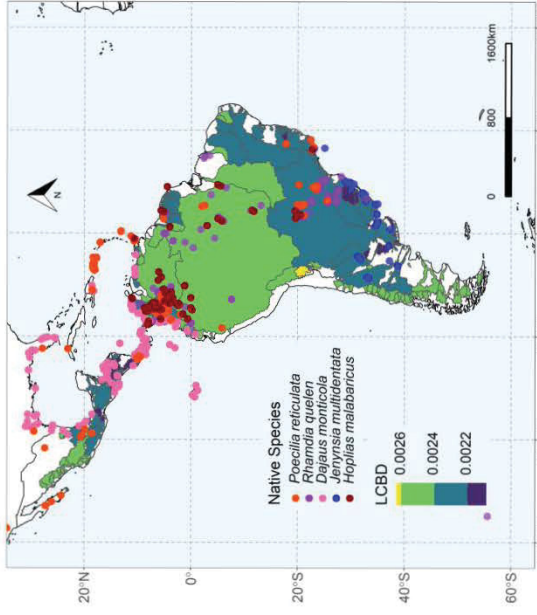 N
20°N
0°
20°S
40°S
60°S
Native Species
Poecilia reticulata
Rhamdia quelen
Dajaus monticola
Jenynsia multidentata
Hoplias malabaricus
LCBD
0.0026
0.0024
0.0022
0
800
1600km